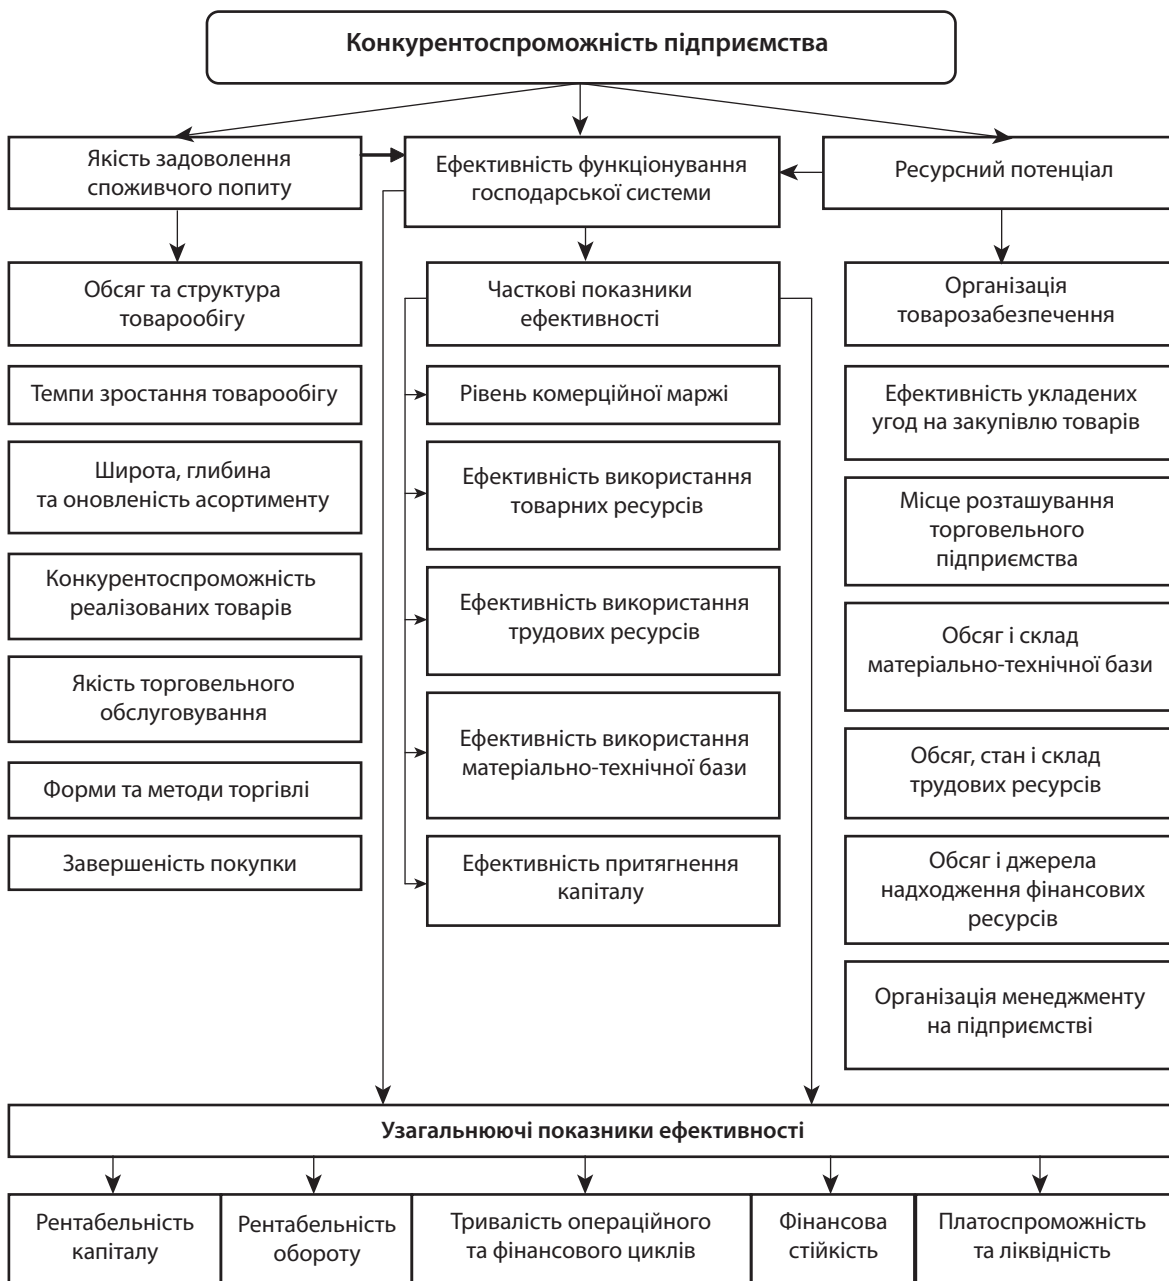 Конкурентоспроможність підприємства
Якість задоволення
споживчого попиту
Ефективність функціонування
господарської системи
Ресурсний потенціал
Обсяг та структура
товарообігу
Темпи зростання товарообігу
Широта, глибина
та оновленість асортименту
Конкурентоспроможність
реалізованих товарів
Якість торговельного
обслуговування
Форми та методи торгівлі
Завершеність покупки
Часткові показники
ефективності
Рівень комерційної маржі
Ефективність використання
товарних ресурсів
Ефективність використання
трудових ресурсів
Ефективність використання
матеріально-технічної бази
Ефективність притягнення
капіталу
Організація
товарозабезпечення
Ефективність укладених
угод на закупівлю товарів
Місце розташування
торговельного
підприємства
Обсяг і склад
матеріально-технічної бази
Обсяг, стан і склад
трудових ресурсів
Обсяг і джерела
надходження фінансових
ресурсів
Організація менеджменту
на підприємстві
Узагальнюючі показники ефективності
Рентабельність
капіталу
Рентабельність
обороту
Тривалість операційного
та фінансового циклів
Фінансова
стійкість
Платоспроможність
та ліквідність